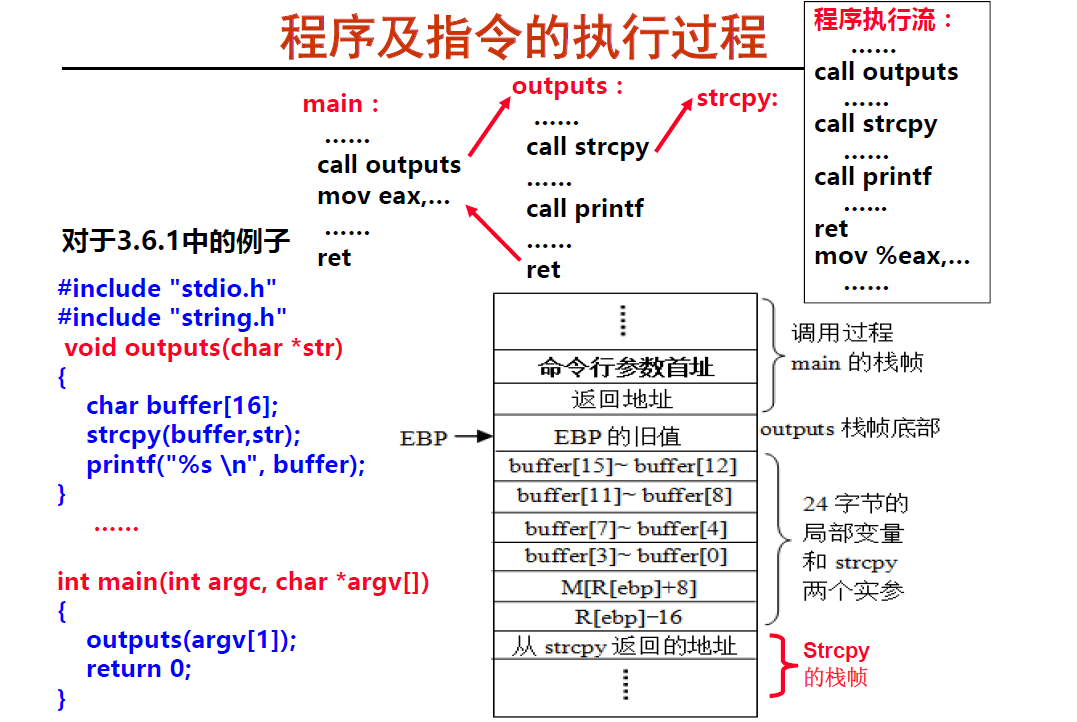 程序及指令的执行过程
程序执行流：
……
call outputs
……
call strcpy
……
call printf
……
ret
mov %eax,…
……
main：
……
call outputs
mov eax,…
……
ret
outputs：
……
call strcpy
……
call printf
……
ret
strcpy:
对于3.6.1中的例子
#include "stdio.h"
#include "string.h"
void outputs(char *str)
{
char buffer[16];
strcpy(buffer,str);
printf("%s \n", buffer);
}
……
int main(int argc, char *argv[])
{
outputs(argv[1]);
return 0;
}
命令行参数首址
返回地址
EBP
EBP 的旧值
buffer[15]~ buffer[12]
buffer[11]~ buffer[8]
buffer[7]~ buffer[4]
buffer[3]~ buffer[0]
M[R[ebp]+8]
R[ebp]−16
从 strcpy 返回的地址
调用过程
main 的栈帧
outputs 栈帧底部
24 字节的
局部变量
和 strcpy
两个实参
Strcpy
的栈帧